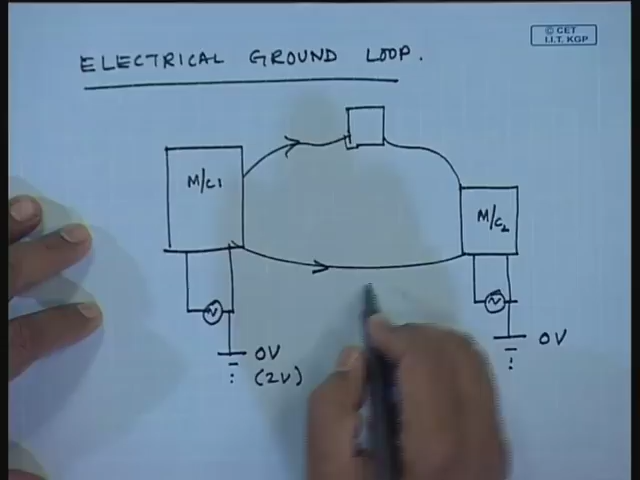 © CET
I.I.T. KGP
ELECTRICAL GROUND LOOP.
M/C1
M/C2
0V
(2V)
0V